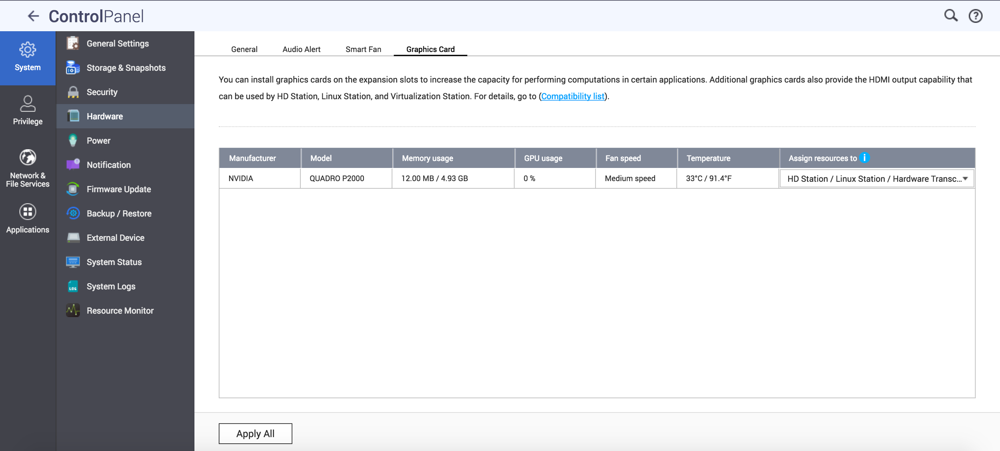 ControlPanel
System
Privilege
Network &
File Services
Applications
General Settings
Storage & Snapshots
Security
Hardware
Power
Notification
Firmware Update
Backup / Restore
External Device
System Status
LOG
System Logs
Resource Monitor
General
Audio Alert
Smart Fan
Graphics Card
You can install graphics cards on the expansion slots to increase the capacity for performing computations in certain applications. Additional graphics cards also provide the HDMI output capability that
can be used by HD Station, Linux Station, and Virtualization Station. For details, go to (Compatibility list).
Manufacturer Model Memory usage GPU usage Fan speed Temperature Assign resources to
NVIDIA QUADRO P2000 12.00 MB / 4.93 GB 0 % Medium speed 33°C / 91.4°F HD Station / Linux Station / Hardware Transc...
Apply All